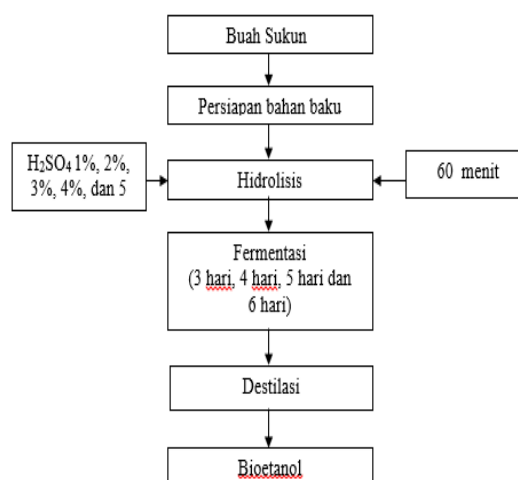 Buah Sukun
Persiapan bahan baku
H₂SO₄ 1%, 2%,
3%, 4%, dan 5
Hidrolisis
60 menit
Fermentasi
(3 hari, 4 hari, 5 hari dan
6 hari)
Destilasi
Bioetanol